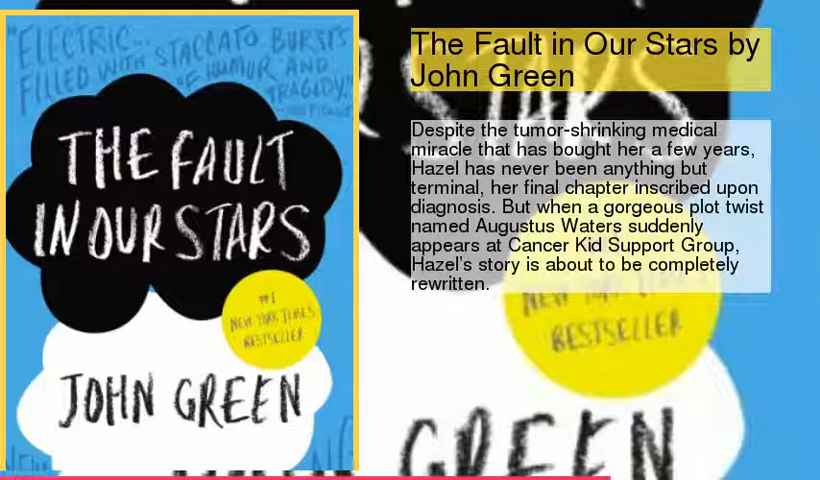 "ELECTRIC...
FILLED WITH STACCATO BURSTS
OF HUMOR AND
TRAGEDY."
THE FAULT
IN OUR STARS
#1
NEW YORK TIMES
BESTSELLER
JOHN GREEN
The Fault in Our Stars by
John Green
Despite the tumor-shrinking medical
miracle that has bought her a few years,
Hazel has never been anything but
terminal, her final chapter inscribed upon
diagnosis. But when a gorgeous plot twist
named Augustus Waters suddenly
appears at Cancer Kid Support Group,
Hazel's story is about to be completely
rewritten.
STARS
NEW YORK TIMES
BESTSELLER
GREEN